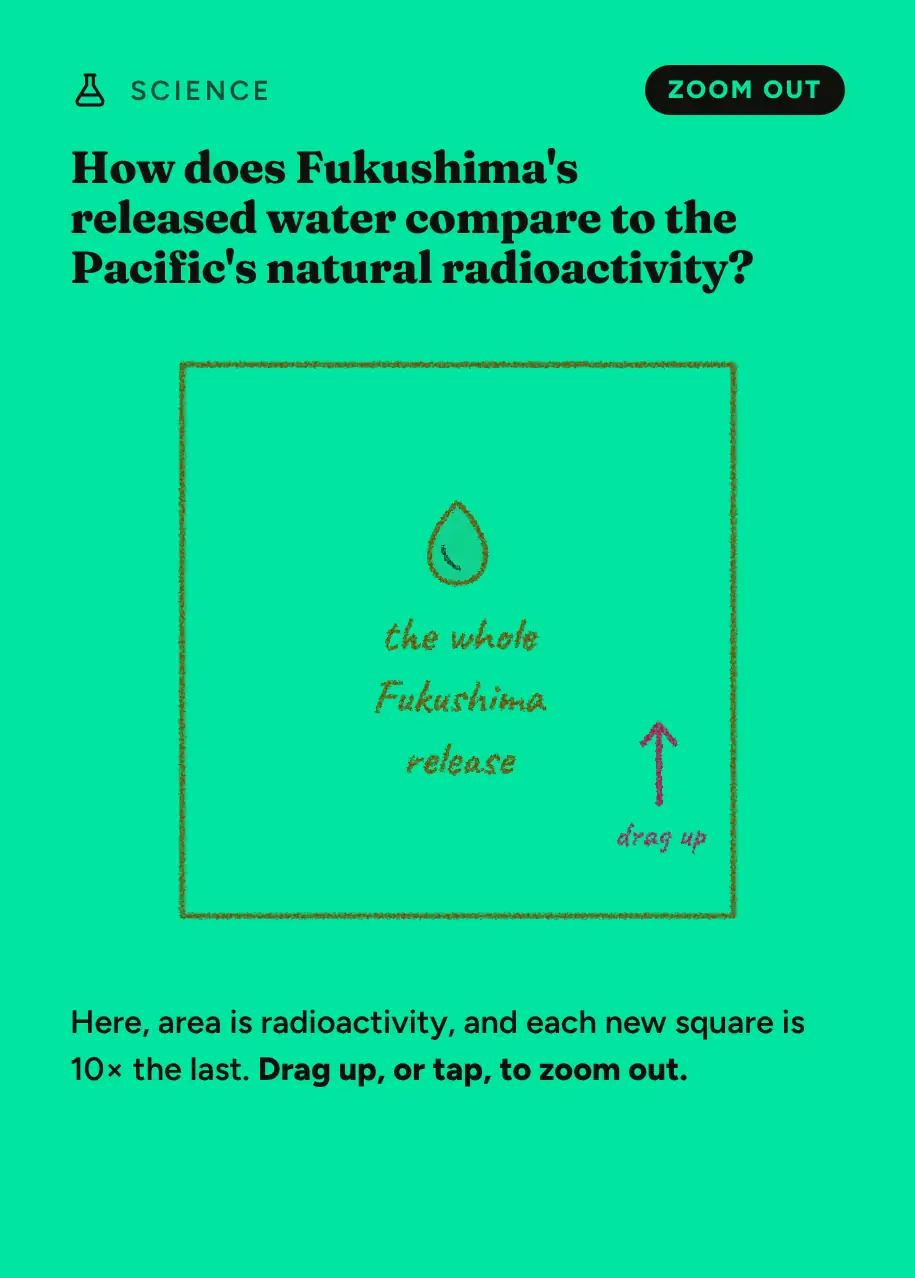 SCIENCE
ZOOM OUT
How does Fukushima's
released water compare to the
Pacific's natural radioactivity?
the whole
Fukushima
release
drag up
Here, area is radioactivity, and each new square is
10× the last. Drag up, or tap, to zoom out.